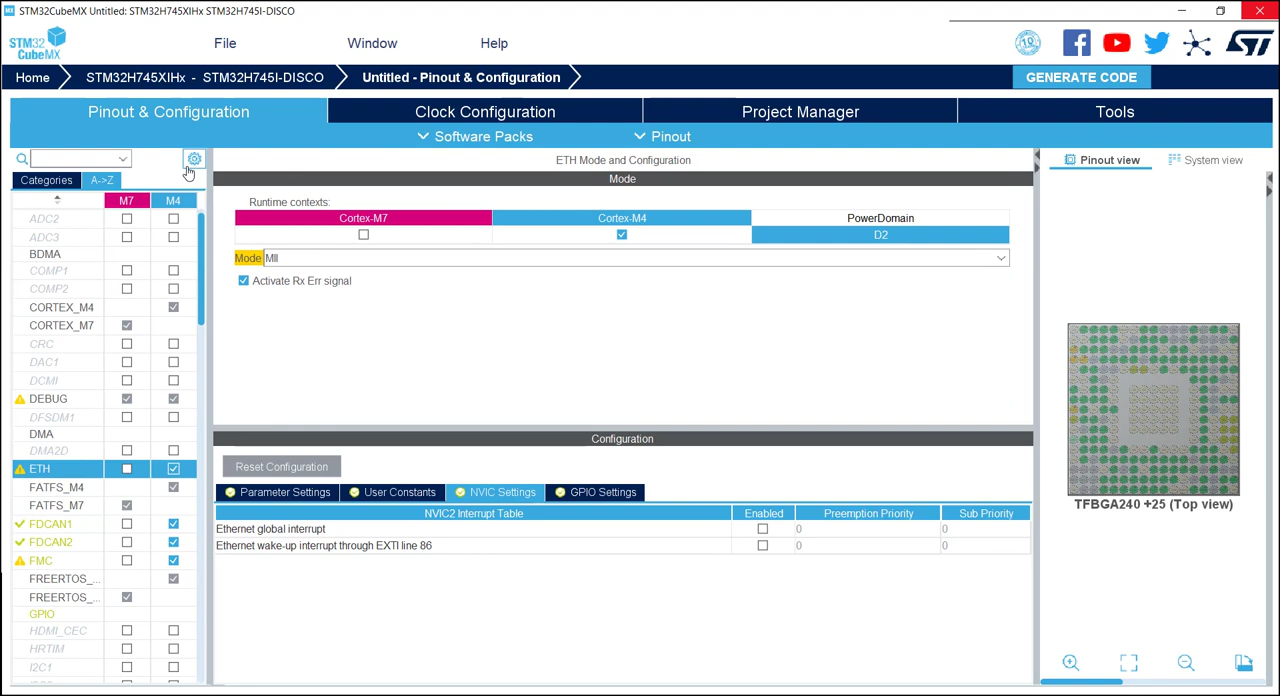 STM32CubeMX Untitled: STM32H745XIHx STM32H745I-DISCO
STM32
CubeMX
File
Window
Help
10
Home
STM32H745XIHx - STM32H745I-DISCO
Untitled - Pinout & Configuration
GENERATE CODE
Pinout & Configuration
Clock Configuration
Project Manager
Tools
Software Packs
Pinout
Categories
A->Z
M7
M4
ADC2
ADC3
BDMA
COMP1
COMP2
CORTEX_M4
CORTEX_M7
CRC
DAC1
DCMI
DEBUG
DFSDM1
DMA
DMA2D
ETH
FATFS_M4
FATFS_M7
FDCAN1
FDCAN2
FMC
FREERTOS_...
FREERTOS_...
GPIO
HDMI_CEC
HRTIM
I2C1
ETH Mode and Configuration
Mode
Runtime contexts:
Cortex-M7
Cortex-M4
PowerDomain
D2
Mode MII
Activate Rx Err signal
Configuration
Reset Configuration
Parameter Settings
User Constants
NVIC Settings
GPIO Settings
NVIC2 Interrupt Table
Enabled
Preemption Priority
Sub Priority
Ethernet global interrupt
0
0
Ethernet wake-up interrupt through EXTI line 86
0
0
Pinout view
System view
TFBGA240 +25 (Top view)